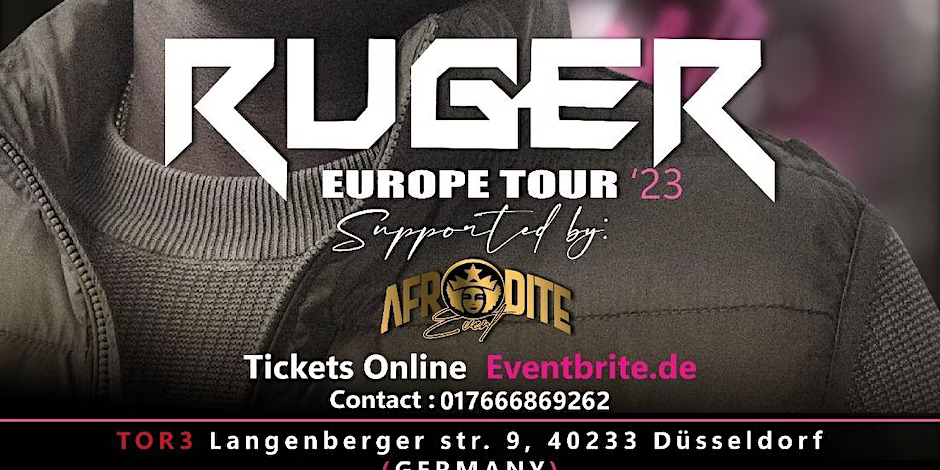 RUGER
EUROPE TOUR '23
Supported by:
AFRODITE
Event
Tickets Online Eventbrite.de
Contact : 017666869262
TOR3 Langenberger str. 9, 40233 Düsseldorf
(GERMANY)